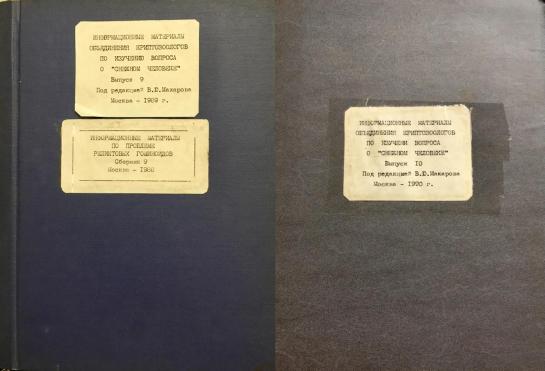 ИНФОРМАЦИОННЫЕ МАТЕРИАЛЫ
ОБЪЕДИНЕНИЯ КРИПТОЗООЛОГОВ
ПО ИЗУЧЕНИЮ ВОПРОСА
О "СНЕЖНОМ ЧЕЛОВЕКЕ"
Выпуск 9
Под редакцией В.Ю.Макарова
Москва - 1989 г.
ИНФОРМАЦИОННЫЕ МАТЕРИАЛЫ
ПО ПРОБЛЕМЕ
РЕЛИКТОВЫХ ГОМИНОИДОВ
Сборник 9
Москва - 1988
ИНФОРМАЦИОННЫЕ МАТЕРИАЛЫ
ОБЪЕДИНЕНИЯ КРИПТОЗООЛОГОВ
ПО ИЗУЧЕНИ ВОПРОСА
О "СНЕЖНОМ ЧЕЛОВЕКЕ"
Выпуск 10
Под редакцией В.Ю.Макарова
Москва - 1990 г.